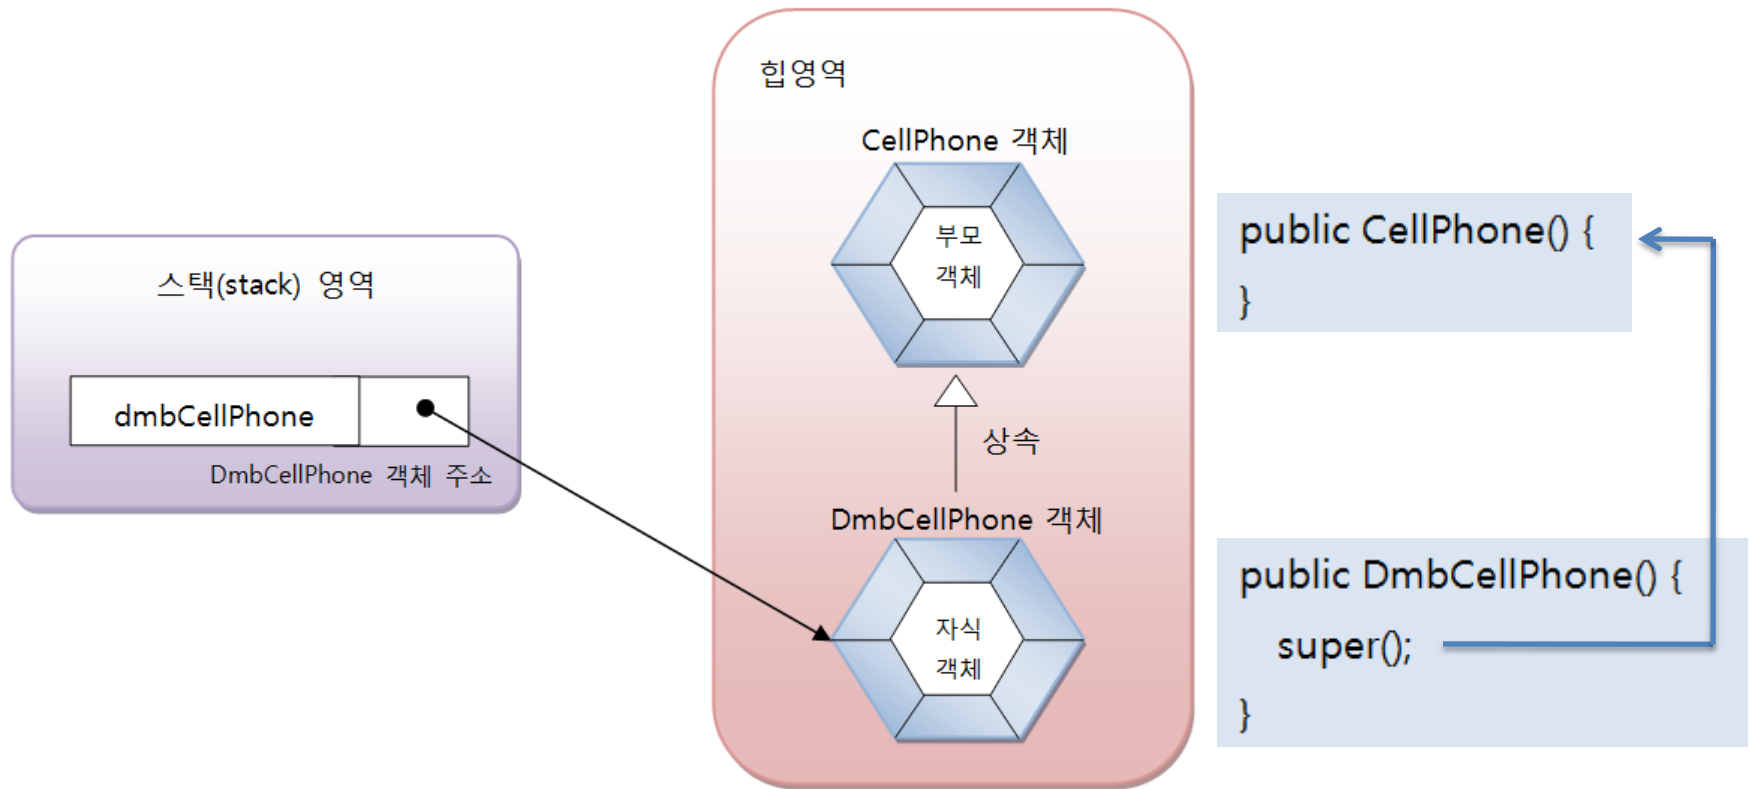 스택(stack) 영역
dmbCellPhone
DmbCellPhone 객체 주소
힙영역
CellPhone 객체
부모
객체
상속
DmbCellPhone 객체
자식
객체
public CellPhone() {
}
public DmbCellPhone() {
super();
}